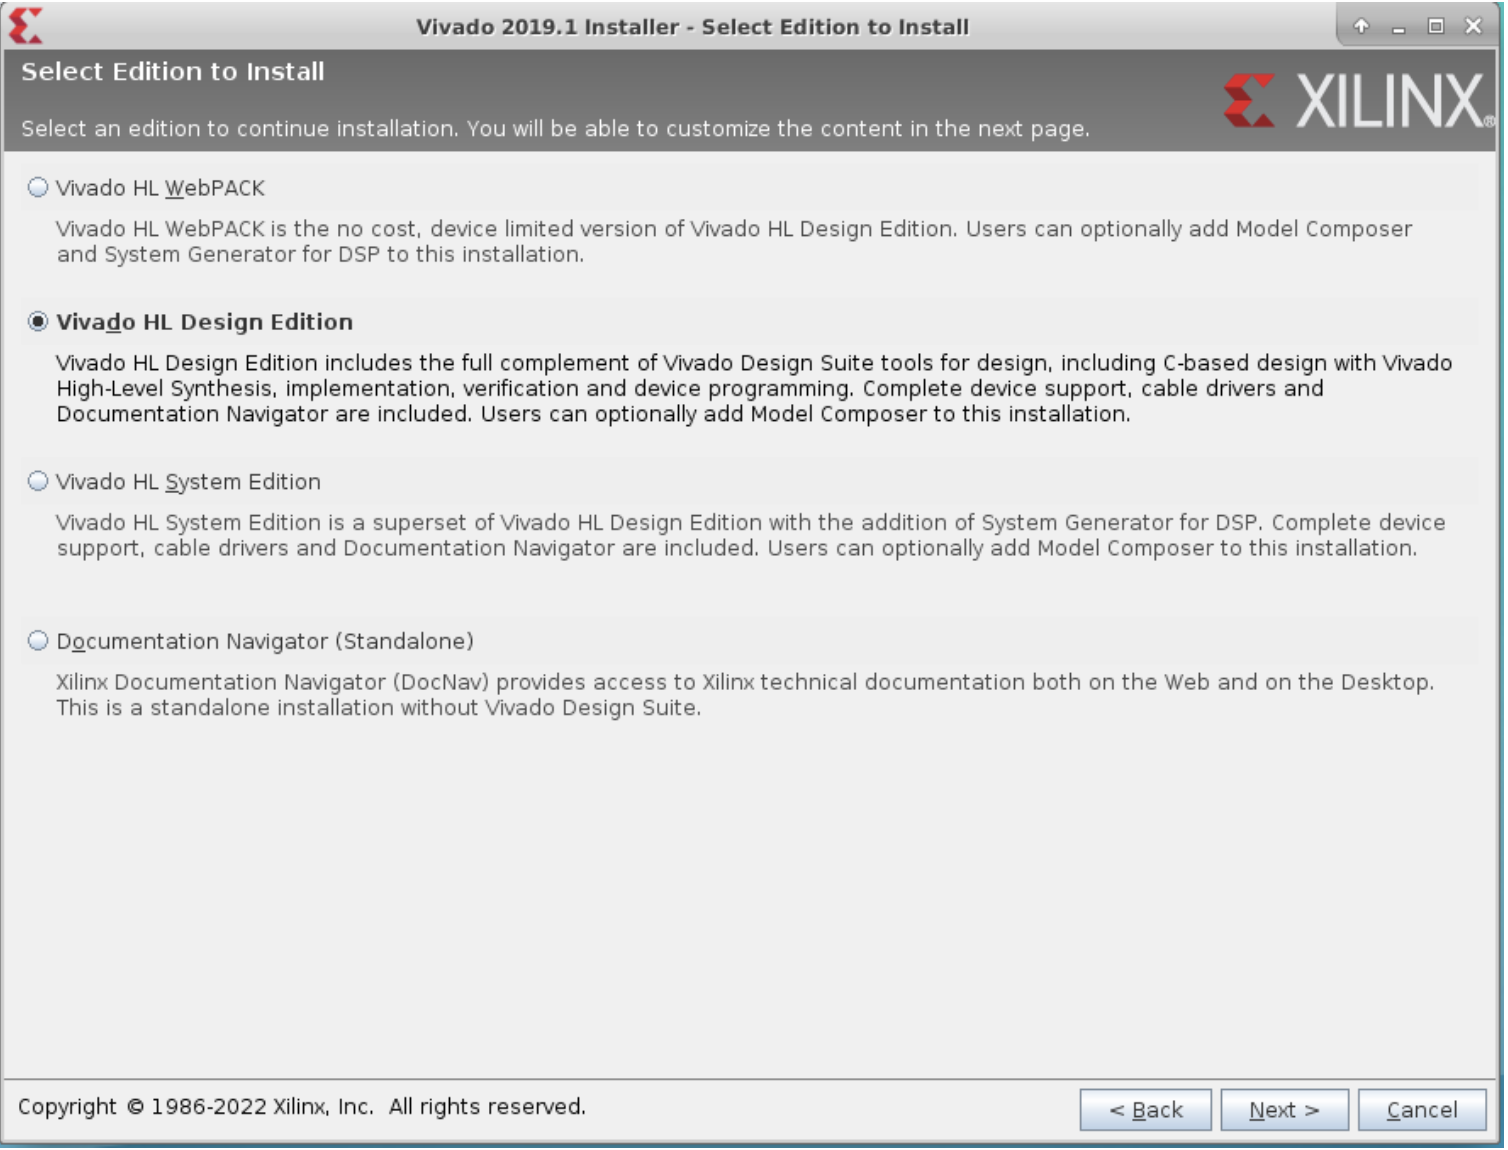 Vivado 2019.1 Installer - Select Edition to Install
Select Edition to Install
XILINX®
Select an edition to continue installation. You will be able to customize the content in the next page.
Vivado HL WebPACK
Vivado HL WebPACK is the no cost, device limited version of Vivado HL Design Edition. Users can optionally add Model Composer
and System Generator for DSP to this installation.
Vivado HL Design Edition
Vivado HL Design Edition includes the full complement of Vivado Design Suite tools for design, including C-based design with Vivado
High-Level Synthesis, implementation, verification and device programming. Complete device support, cable drivers and
Documentation Navigator are included. Users can optionally add Model Composer to this installation.
Vivado HL System Edition
Vivado HL System Edition is a superset of Vivado HL Design Edition with the addition of System Generator for DSP. Complete device
support, cable drivers and Documentation Navigator are included. Users can optionally add Model Composer to this installation.
Documentation Navigator (Standalone)
Xilinx Documentation Navigator (DocNav) provides access to Xilinx technical documentation both on the Web and on the Desktop.
This is a standalone installation without Vivado Design Suite.
Copyright © 1986-2022 Xilinx, Inc. All rights reserved.
< Back
Next >
Cancel